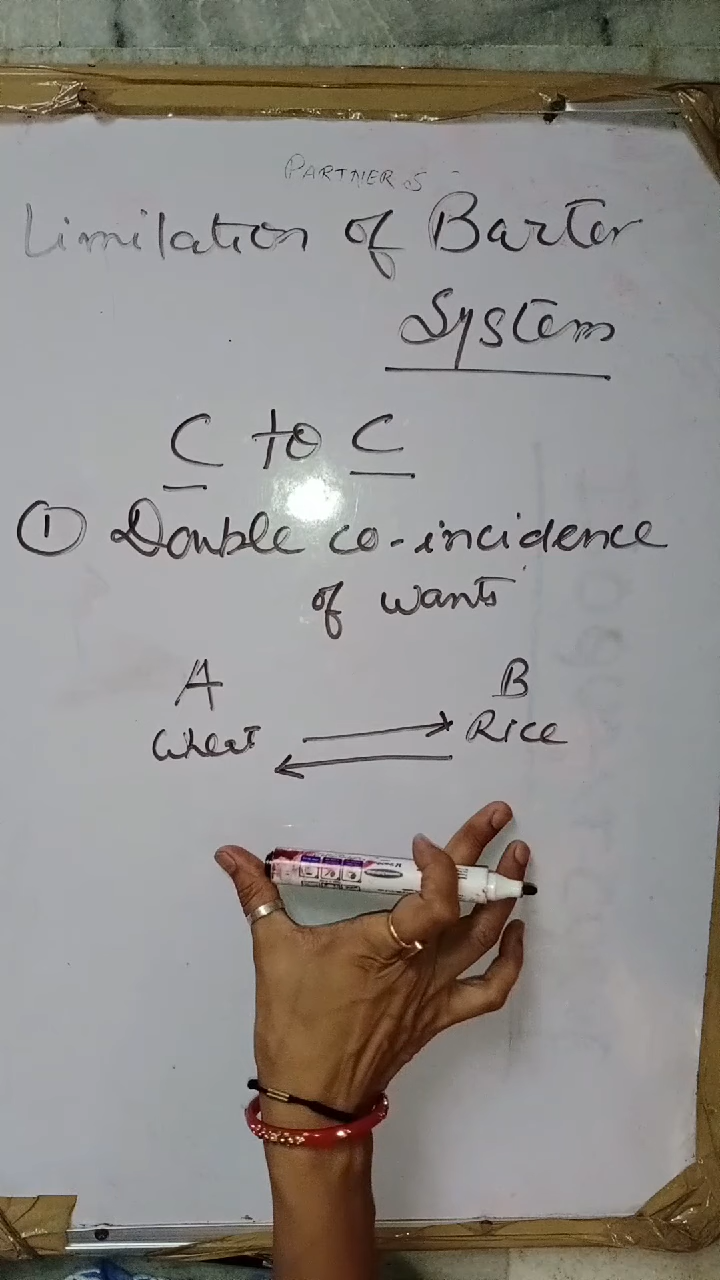 PARTNERS
Limitation of Barter
System
C to C
① Double co-incidence
of wants
A B
Wheat Rice